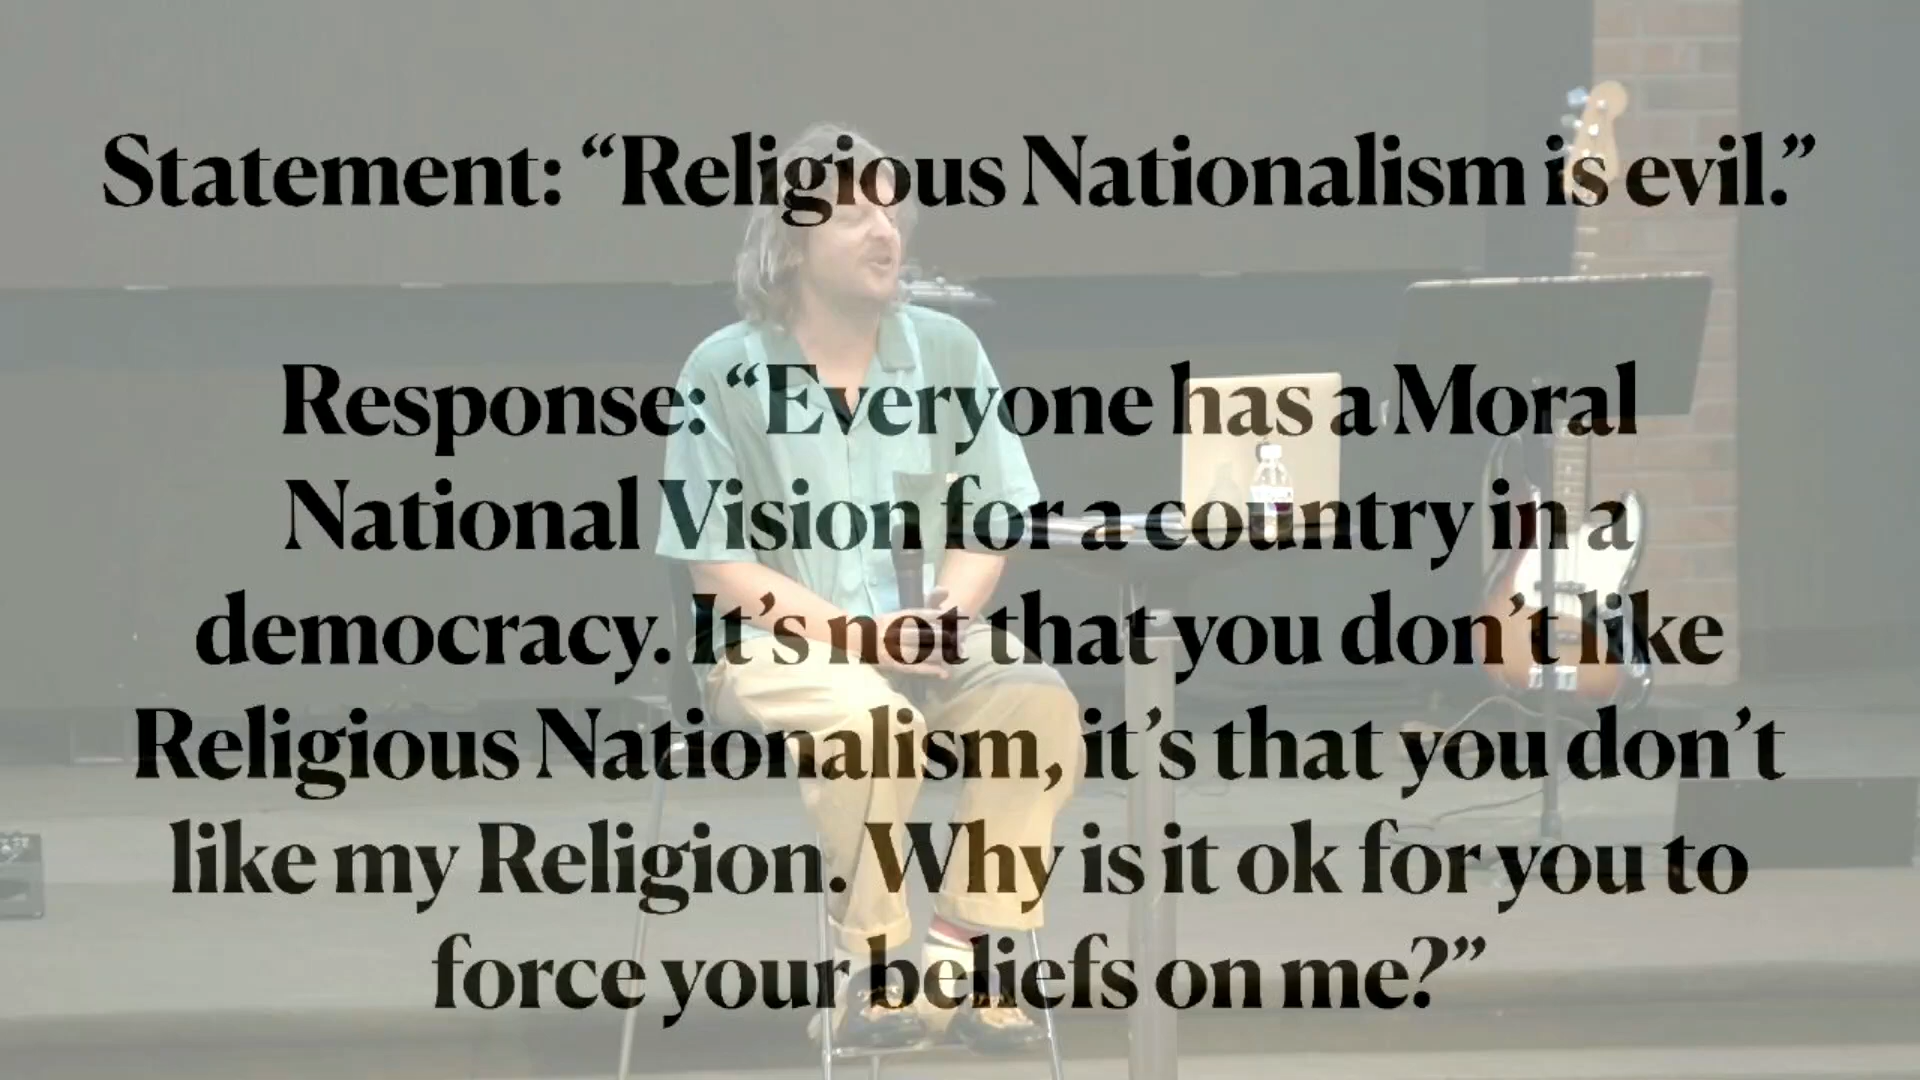 Statement: “Religious Nationalism is evil.”
Response: “Everyone has a Moral
National Vision for a country in a
democracy. It’s not that you don’t like
Religious Nationalism, it’s that you don’t
like my Religion. Why is it ok for you to
force your beliefs on me?”